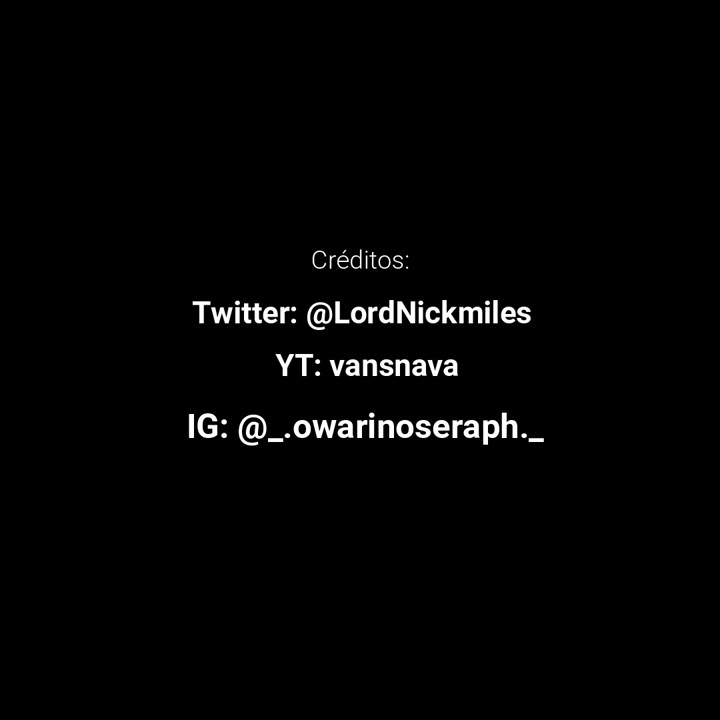 Créditos:
Twitter: @LordNickmiles
YT: vansnava
IG: @_.owarinoseraph._